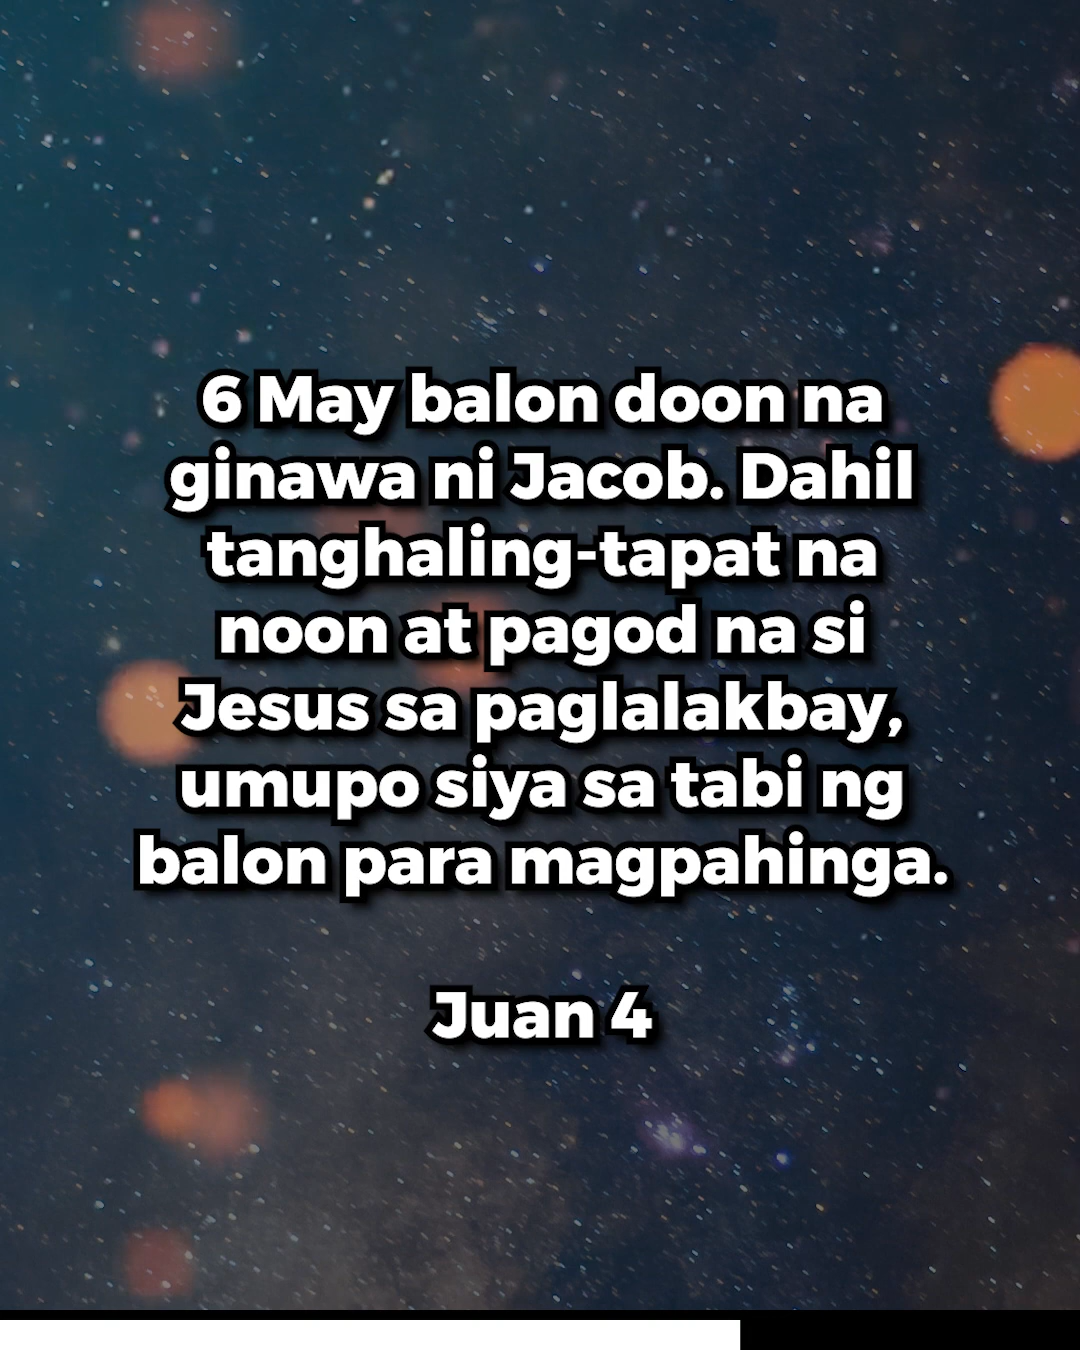 6 May balon doon na
ginawa ni Jacob. Dahil
tanghaling-tapat na
noon at pagod na si
Jesus sa paglalakbay,
umupo siya sa tabi ng
balon para magpahinga.
Juan 4